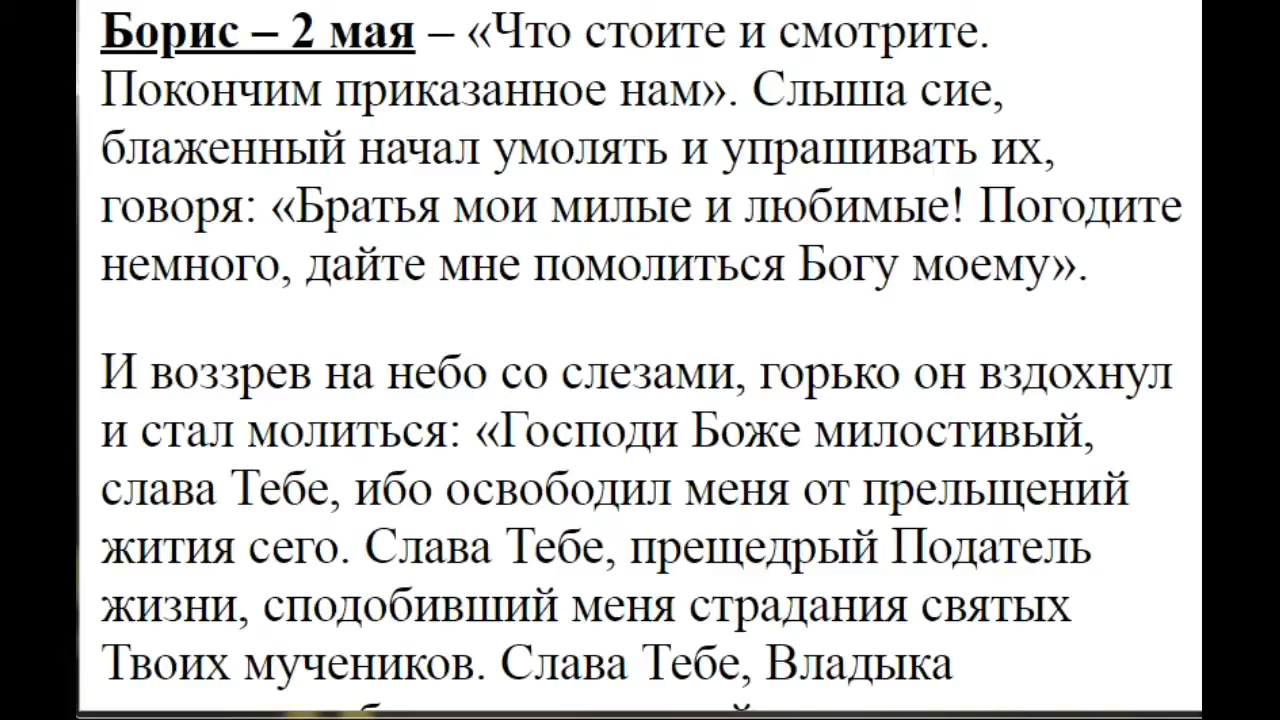 Борис – 2 мая – «Что стоите и смотрите.
Покончим приказанное нам». Слыша сие,
блаженный начал умолять и упрашивать их,
говоря: «Братья мои милые и любимые! Погодите
немного, дайте мне помолиться Богу моему».
И воззрев на небо со слезами, горько он вздохнул
и стал молиться: «Господи Боже милостивый,
слава Тебе, ибо освободил меня от прельщений
жития сего. Слава Тебе, прещедрый Податель
жизни, сподобивший меня страдания святых
Твоих мучеников. Слава Тебе, Владыка